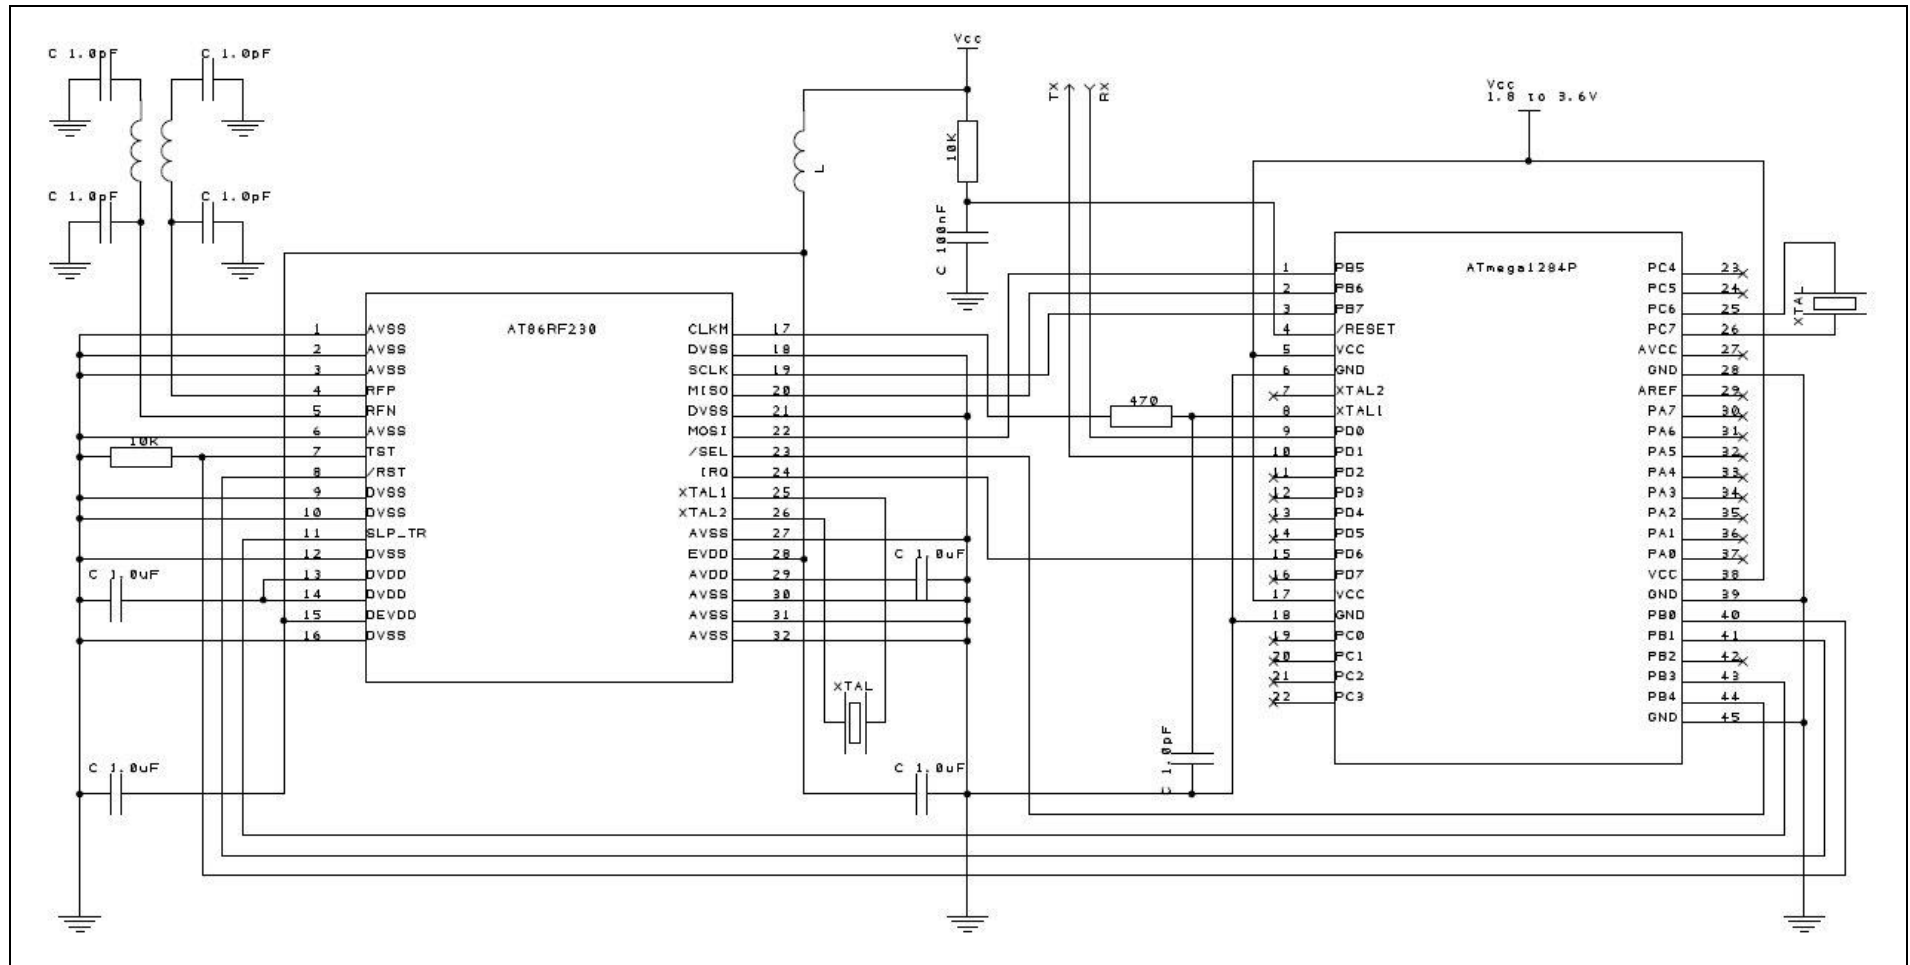 C 1.0pF
C 1.0pF
C 1.0pF
C 1.0pF
Vcc
L
10K
C 100nF
TX
RX
Vcc
1.8 to 3.6V
AT86RF230
1 AVSS
2 AVSS
3 AVSS
4 RFP
5 RFN
6 AVSS
10K
7 TST
8 /RST
9 DVSS
10 DVSS
11 SLP_TR
12 DVSS
13 DVDD
14 DVDD
15 DEVDD
16 DVSS
C 1.0uF
C 1.0uF
CLKM 17
DVSS 18
SCLK 19
MISO 20
DVSS 21
MOSI 22
/SEL 23
IRQ 24
XTAL1 25
XTAL2 26
AVSS 27
EVDD 28
AVDD 29
AVSS 30
AVSS 31
AVSS 32
C 1.0uF
XTAL
C 1.0uF
470
C 1.0pF
ATmega1284P
1 PB5
2 PB6
3 PB7
4 /RESET
5 VCC
6 GND
7 XTAL2
8 XTAL1
9 PD0
10 PD1
11 PD2
12 PD3
13 PD4
14 PD5
15 PD6
16 PD7
17 VCC
18 GND
19 PC0
20 PC1
21 PC2
22 PC3
PC4 23
PC5 24
PC6 25
PC7 26
AVCC 27
GND 28
AREF 29
PA7 30
PA6 31
PA5 32
PA4 33
PA3 34
PA2 35
PA1 36
PA0 37
VCC 38
GND 39
PB0 40
PB1 41
PB2 42
PB3 43
PB4 44
GND 45
XTAL